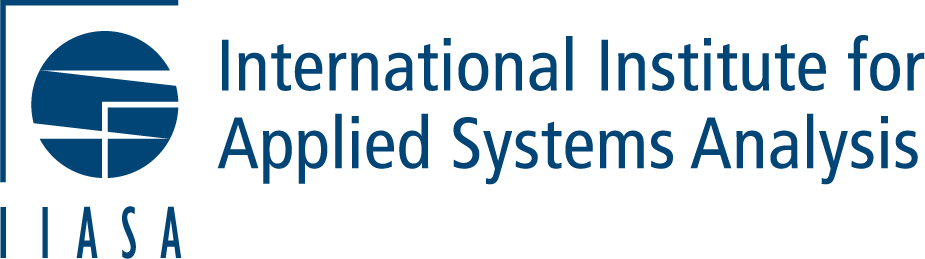 International Institute for
Applied Systems Analysis
IIASA